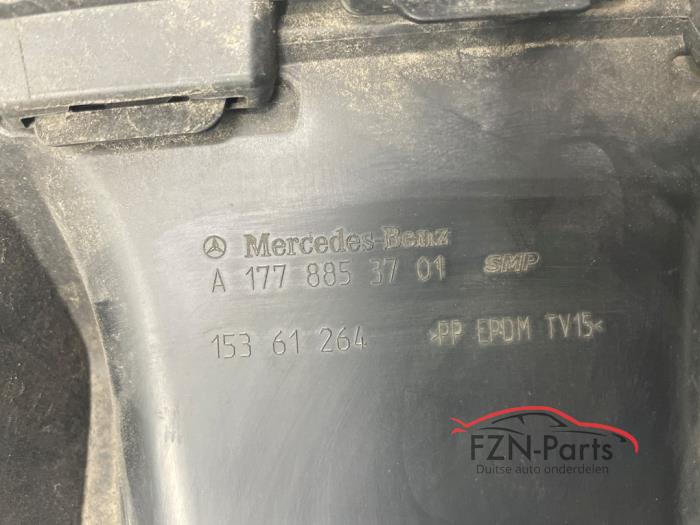 Mercedes-Benz
A 177 885 37 01 SMP
153 61 264 >PP EPDM TV15<
FZN-Parts
Duitse auto onderdelen